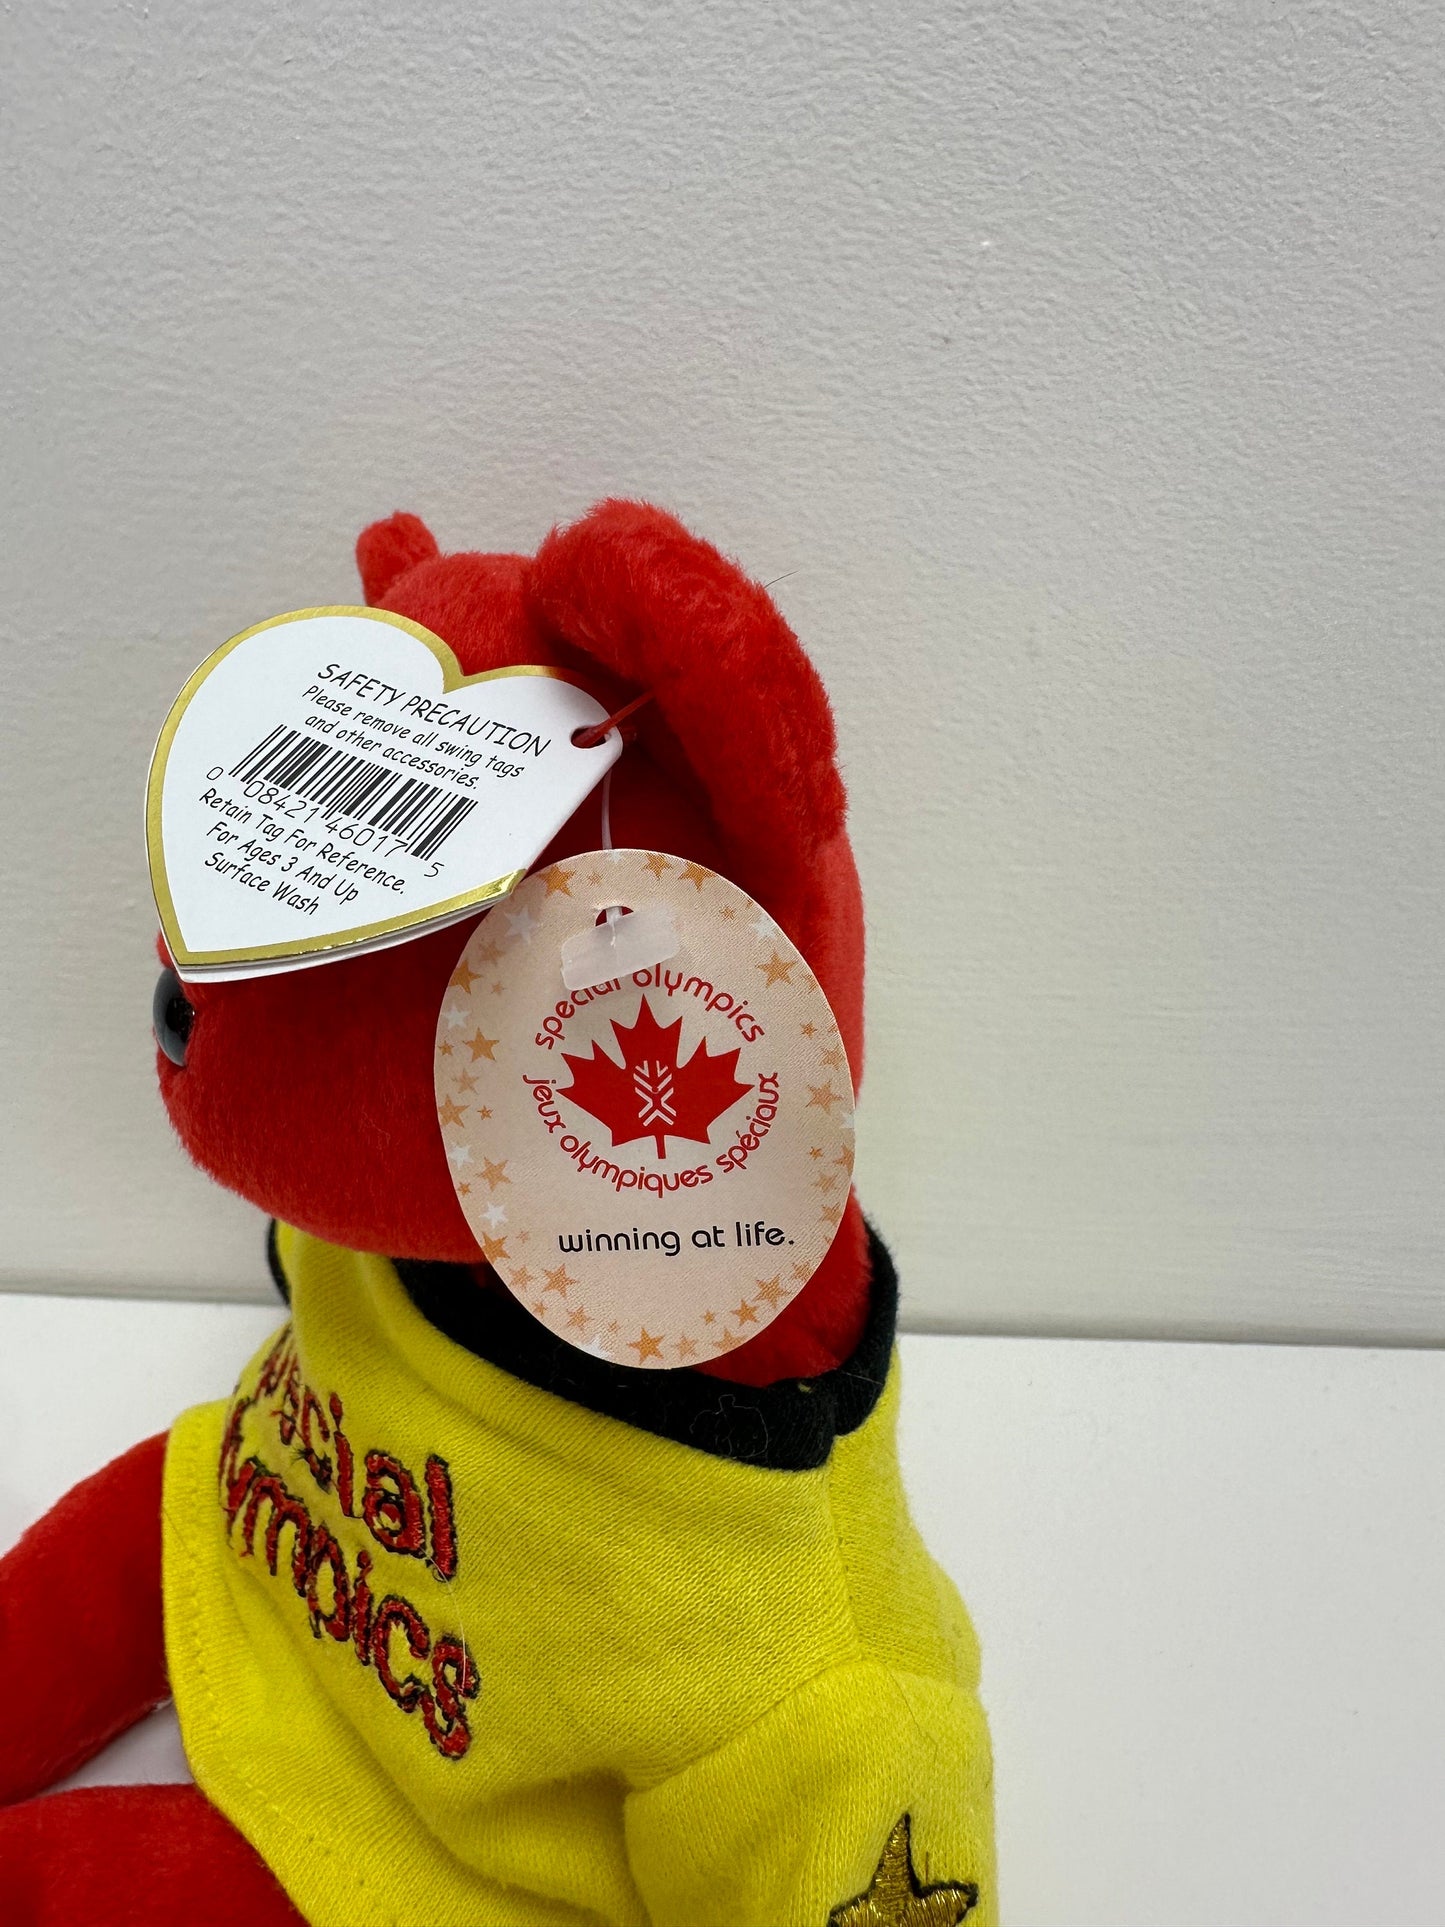 SAFETY PRECAUTION
Please remove all swing tags
and other accessories.
0 08421 46017 5
Retain Tag For Reference.
For Ages 3 And Up
Surface Wash
special olympics
jeux olympiques spéciaux
winning at life.
Special
Olympics